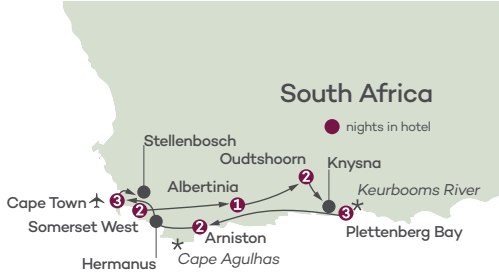 South Africa
nights in hotel
Stellenbosch
Oudtshoorn
2
Knysna
Albertinia
Keurbooms River
Cape Town
3
2
1
3
Somerset West
2
Arniston
Plettenberg Bay
Hermanus
Cape Agulhas